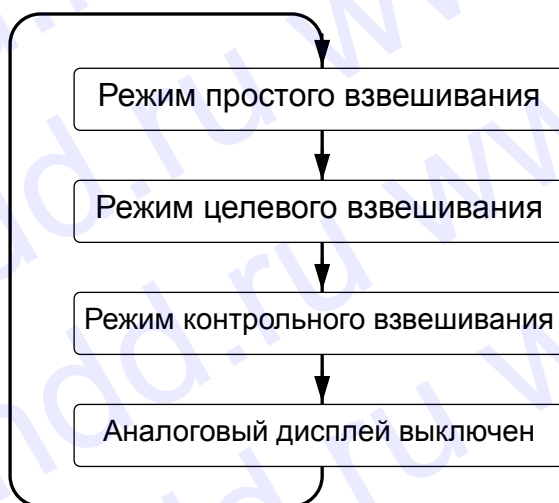 Режим простого взвешивания
Режим целевого взвешивания
Режим контрольного взвешивания
Аналоговый дисплей выключен